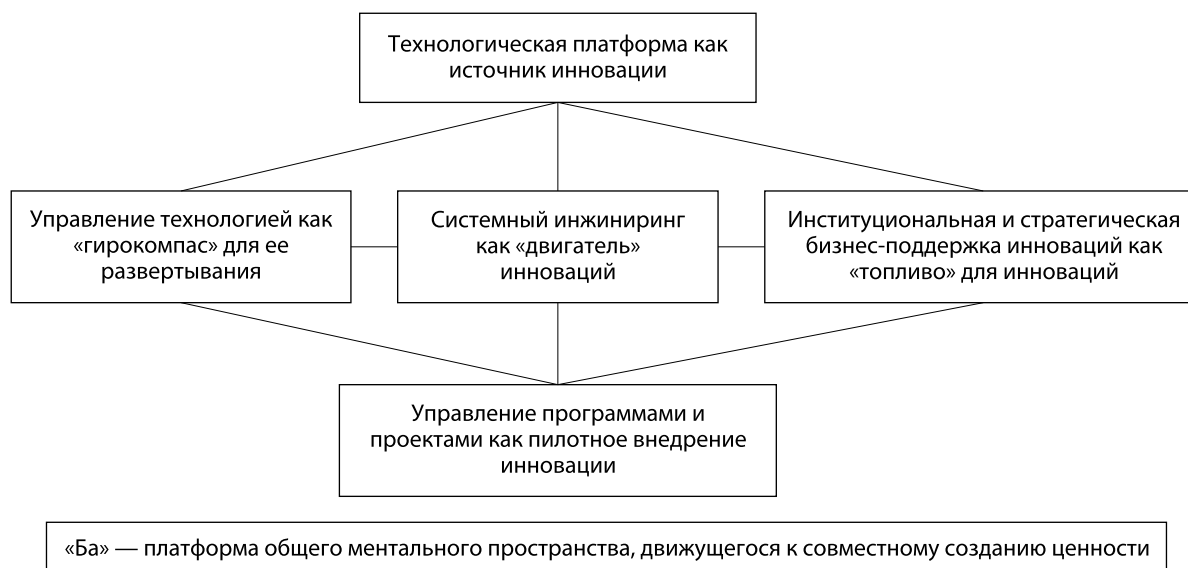 Технологическая платформа как
источник инновации
Управление технологией как
«гирокомпас» для ее
развертывания
Системный инжиниринг
как «двигатель»
инноваций
Институциональная и стратегическая
бизнес-поддержка инноваций как
«топливо» для инноваций
Управление программами и
проектами как пилотное внедрение
инновации
«Ба» — платформа общего ментального пространства, движущегося к совместному созданию ценности